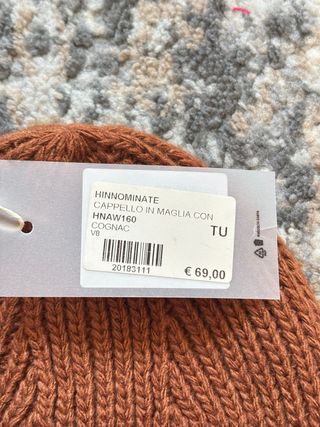 HINNOMINATE
CAPPELLO IN MAGLIA CON
HNAW160
COGNAC
TU
V8
20183111
€ 69,00